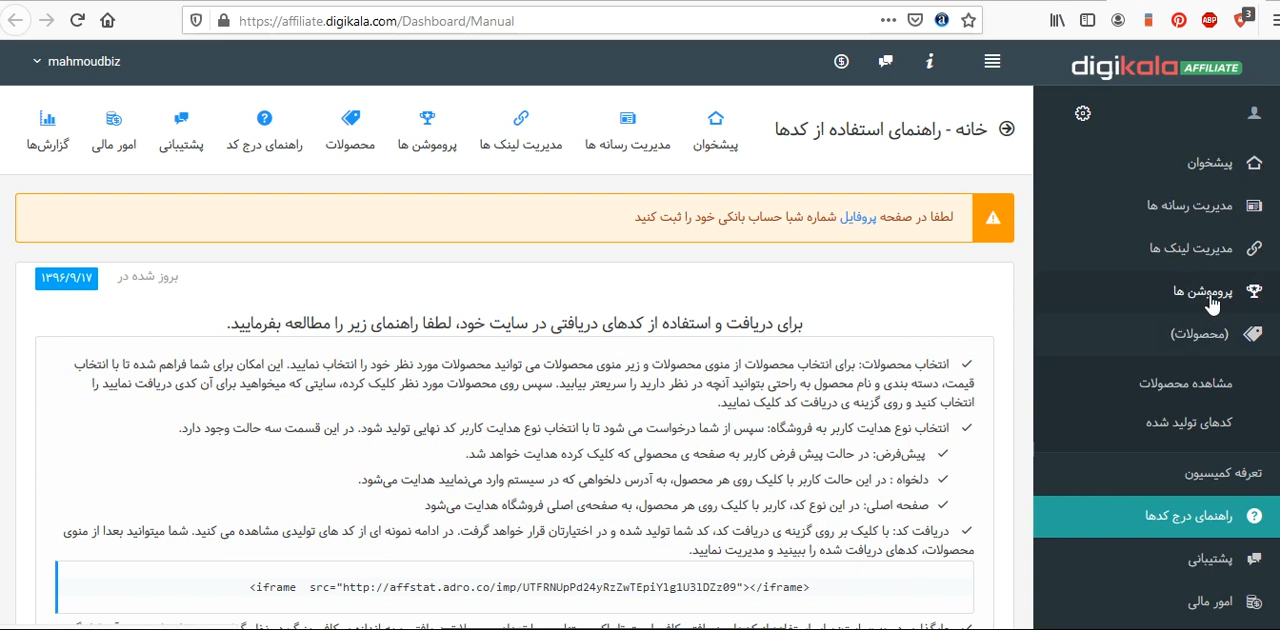 https://affiliate.digikala.com/Dashboard/Manual
ABP
3
mahmoudbiz
digikala AFFILIATE
خانه - راهنمای استفاده از کدها
پیشخوان
مدیریت رسانه ها
مدیریت لینک ها
پروموشن ها
محصولات
راهنمای درج کد
پشتیبانی
امور مالی
گزارش‌ها
پیشخوان
مدیریت رسانه ها
مدیریت لینک ها
پروموشن ها
(محصولات)
مشاهده محصولات
کدهای تولید شده
تعرفه کمیسیون
راهنمای درج کدها
پشتیبانی
امور مالی
لطفا در صفحه پروفایل شماره شبا حساب بانکی خود را ثبت کنید
بروز شده در ۱۳۹۶/۹/۱۷
برای دریافت و استفاده از کدهای دریافتی در سایت خود، لطفا راهنمای زیر را مطالعه بفرمایید.
انتخاب محصولات: برای انتخاب محصولات از منوی محصولات و زیر منوی محصولات می توانید محصولات مورد نظر خود را انتخاب نمایید. این امکان برای شما فراهم شده تا با انتخاب
قیمت، دسته بندی و نام محصول به راحتی بتوانید آنچه در نظر دارید را سریعتر بیابید. سپس روی محصولات مورد نظر کلیک کرده، سایتی که میخواهید برای آن کدی دریافت نمایید را
انتخاب کنید و روی گزینه ی دریافت کد کلیک نمایید.
انتخاب نوع هدایت کاربر به فروشگاه: سپس از شما درخواست می شود تا با انتخاب نوع هدایت کاربر کد نهایی تولید شود. در این قسمت سه حالت وجود دارد.
پیش‌فرض: در حالت پیش فرض کاربر به صفحه ی محصولی که کلیک کرده هدایت خواهد شد.
دلخواه : در این حالت کاربر با کلیک روی هر محصول، به آدرس دلخواهی که در سیستم وارد می‌نمایید هدایت می‌شود.
صفحه اصلی: در این نوع کد، کاربر با کلیک روی هر محصول، به صفحه‌ی اصلی فروشگاه هدایت می‌شود
دریافت کد: با کلیک بر روی گزینه ی دریافت کد، کد شما تولید شده و در اختیارتان قرار خواهد گرفت. در ادامه نمونه ای از کد های تولیدی مشاهده می کنید. شما میتوانید بعدا از منوی
محصولات، کدهای دریافت شده را ببینید و مدیریت نمایید.
<iframe src="http://affstat.adro.co/imp/UTFRNUpPd24yRzZwTEpiYlg1U3lDZz09"></iframe>